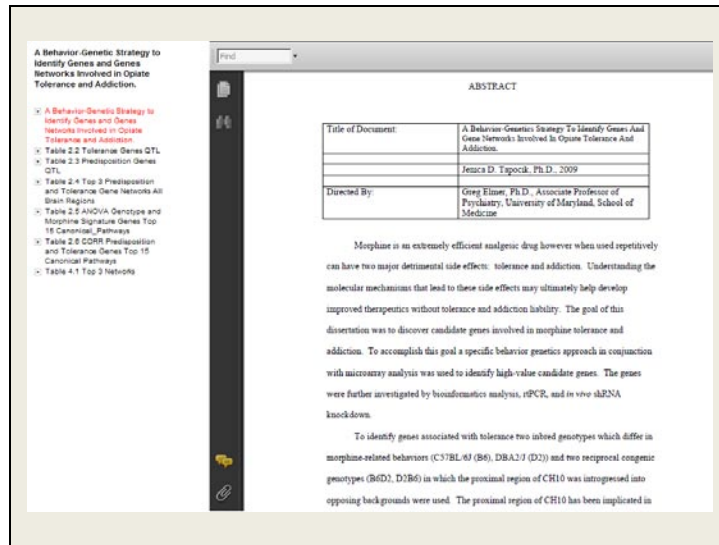 A Behavior-Genetic Strategy to
Identify Genes and Genes
Networks Involved in Opiate
Tolerance and Addiction.
A Behavior-Genetic Strategy to
Identify Genes and Genes
Networks Involved in Opiate
Tolerance and Addiction.
Table 2.2 Tolerance Genes QTL
Table 2.3 Predisposition Genes
QTL
Table 2.4 Top 3 Predisposition
and Tolerance Gene Networks All
Brain Regions
Table 2.5 ANOVA Genotype and
Morphine Signature Genes Top
15 Canonical_Pathways
Table 2.6 CORR Predisposition
and Tolerance Genes Top 15
Canonical Pathways
Table 4.1 Top 3 Networks
Find
ABSTRACT
Title of Document: A Behavior-Genetics Strategy To Identify Genes And
Gene Networks Involved In Opiate Tolerance And
Addiction.
Jenica D. Tapocik, Ph.D., 2009
Directed By: Greg Elmer, Ph.D., Associate Professor of
Psychiatry, University of Maryland, School of
Medicine
Morphine is an extremely efficient analgesic drug however when used repetitively
can have two major detrimental side effects: tolerance and addiction. Understanding the
molecular mechanisms that lead to these side effects may ultimately help develop
improved therapeutics without tolerance and addiction liability. The goal of this
dissertation was to discover candidate genes involved in morphine tolerance and
addiction. To accomplish this goal a specific behavior genetics approach in conjunction
with microarray analysis was used to identify high-value candidate genes. The genes
were further investigated by bioinformatics analysis, rtPCR, and in vivo shRNA
knockdown.
To identify genes associated with tolerance two inbred genotypes which differ in
morphine-related behaviors (C57BL/6J (B6), DBA2/J (D2)) and two reciprocal congenic
genotypes (B6D2, D2B6) in which the proximal region of CH10 was introgressed into
opposing backgrounds were used. The proximal region of CH10 has been implicated in